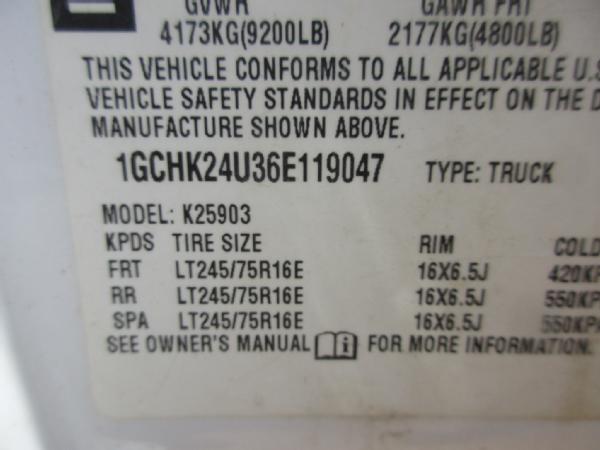 GVWR GAWR FRT
4173KG(9200LB) 2177KG(4800LB)
THIS VEHICLE CONFORMS TO ALL APPLICABLE U.S
VEHICLE SAFETY STANDARDS IN EFFECT ON THE D
MANUFACTURE SHOWN ABOVE.
1GCHK24U36E119047 TYPE: TRUCK
MODEL: K25903
KPDS TIRE SIZE RIM COLD
FRT LT245/75R16E 16X6.5J 420KP
RR LT245/75R16E 16X6.5J 550KP
SPA LT245/75R16E 16X6.5J 550KP
SEE OWNER'S MANUAL i FOR MORE INFORMATION.